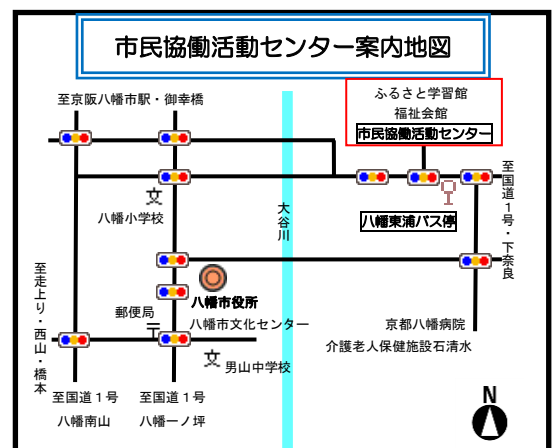 市民協働活動センター案内地図
至京阪八幡市駅・御幸橋
ふるさと学習館
福祉会館
市民協働活動センター
至国道1号・下奈良
八幡小学校
大谷川
八幡東浦バス停
至走上り・西山・橋本
八幡市役所
郵便局
八幡市文化センター
京都八幡病院
介護老人保健施設石清水
男山中学校
至国道1号
八幡南山
至国道1号
八幡一ノ坪
N